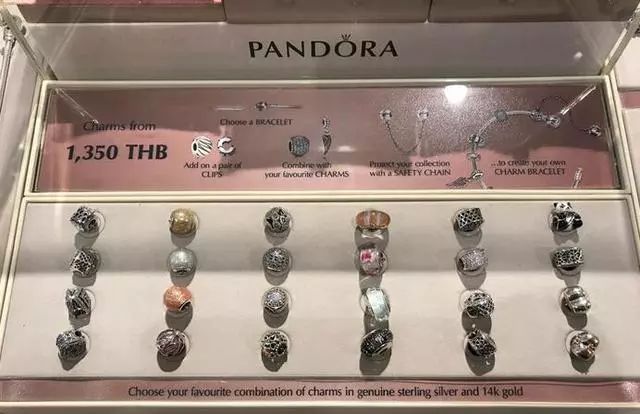 PANDORA
Charms from
1,350 THB
Choose a BRACELET
Add on a pair of
CLIPS
Combine with
your favourite CHARMS
Protect your collection
with a SAFETY CHAIN
...to create your own
CHARM BRACELET
Choose your favourite combination of charms in genuine sterling silver and 14k gold